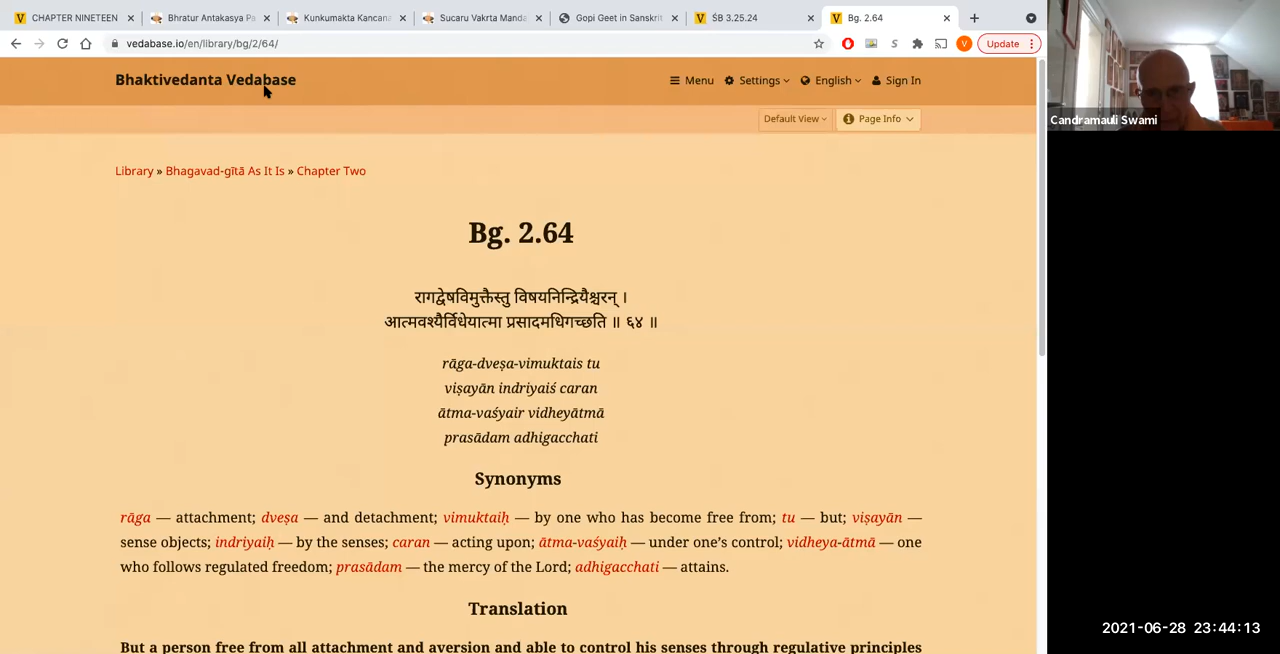 CHAPTER NINETEEN
Bhratur Antakasya Pa
Kunkumakta Kancana
Sucaru Vakrta Manda
Gopi Geet in Sanskrit
ŚB 3.25.24
Bg. 2.64
vedabase.io/en/library/bg/2/64/
V
Update
Candramauli Swami
Bhaktivedanta Vedabase
Menu Settings English Sign In
Default View Page Info
Library » Bhagavad-gītā As It Is » Chapter Two
Bg. 2.64
रागद्वेषविमुक्तैस्तु विषयनिन्द्रियैश्चरन् ।
आत्मवश्यैर्विधेयात्मा प्रसादमधिगच्छति ॥ ६४ ॥
rāga-dveṣa-vimuktais tu
viṣayān indriyaiś caran
ātma-vaśyair vidheyātmā
prasādam adhigacchati
Synonyms
rāga — attachment; dveṣa — and detachment; vimuktaiḥ — by one who has become free from; tu — but; viṣayān —
sense objects; indriyaiḥ — by the senses; caran — acting upon; ātma-vaśyaiḥ — under one’s control; vidheya-ātmā — one
who follows regulated freedom; prasādam — the mercy of the Lord; adhigacchati — attains.
Translation
But a person free from all attachment and aversion and able to control his senses through regulative principles
2021-06-28 23:44:13